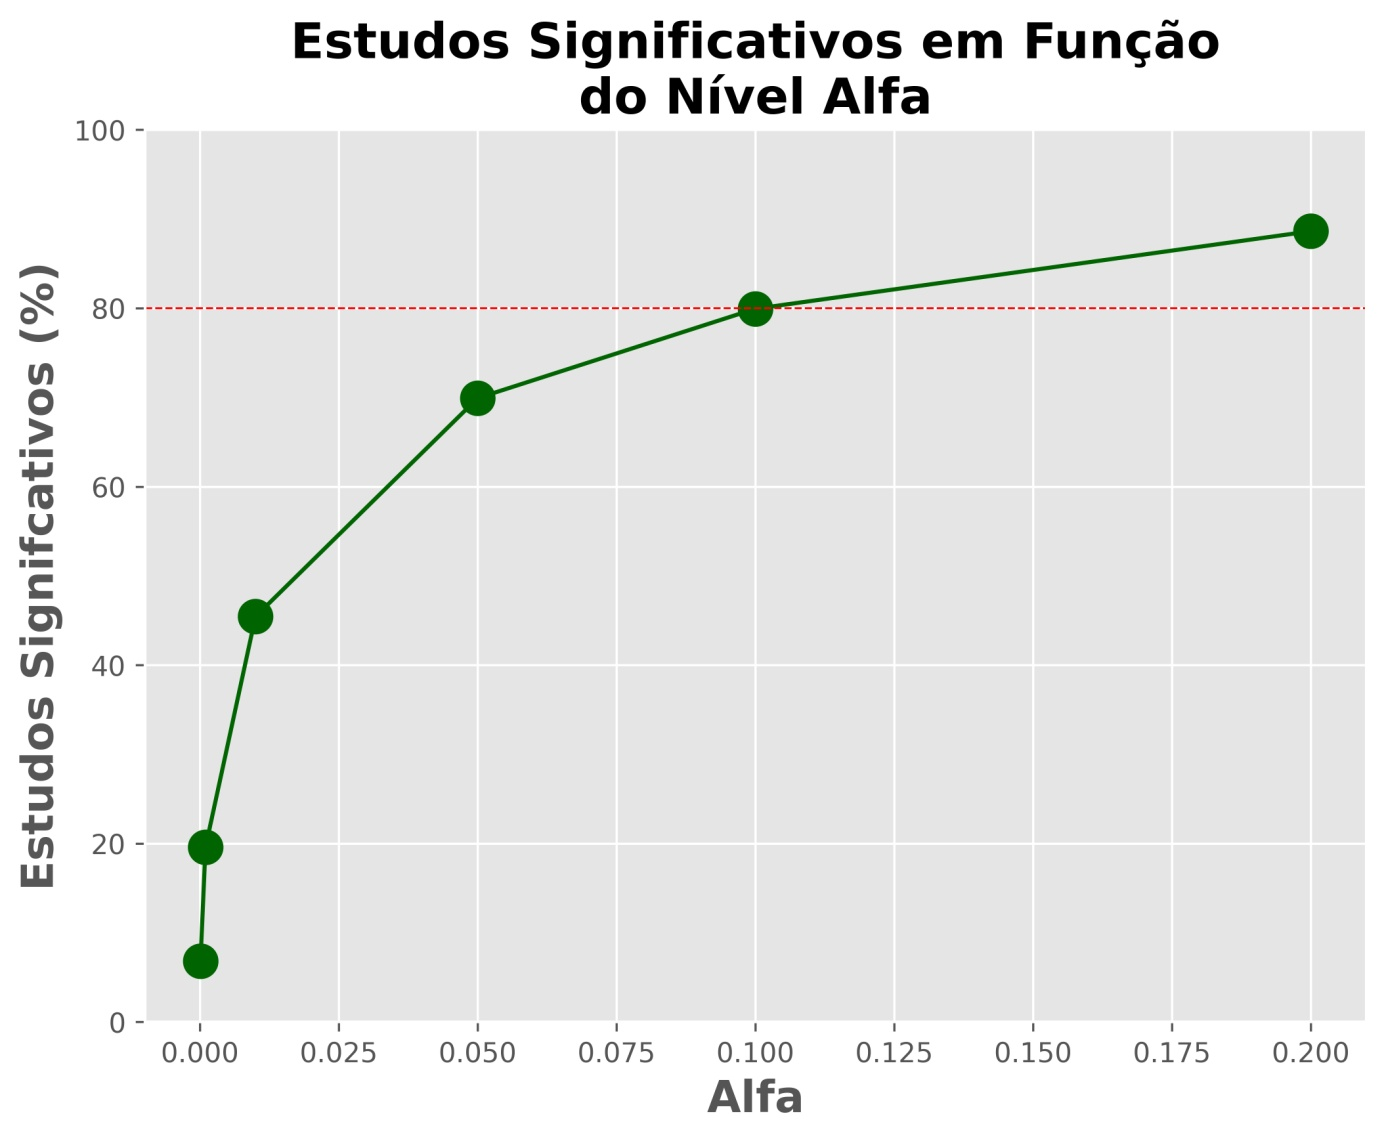 Estudos Significativos em Função
do Nível Alfa
100
80
60
40
20
0
Estudos Signifcativos (%)
0.000 0.025 0.050 0.075 0.100 0.125 0.150 0.175 0.200
Alfa